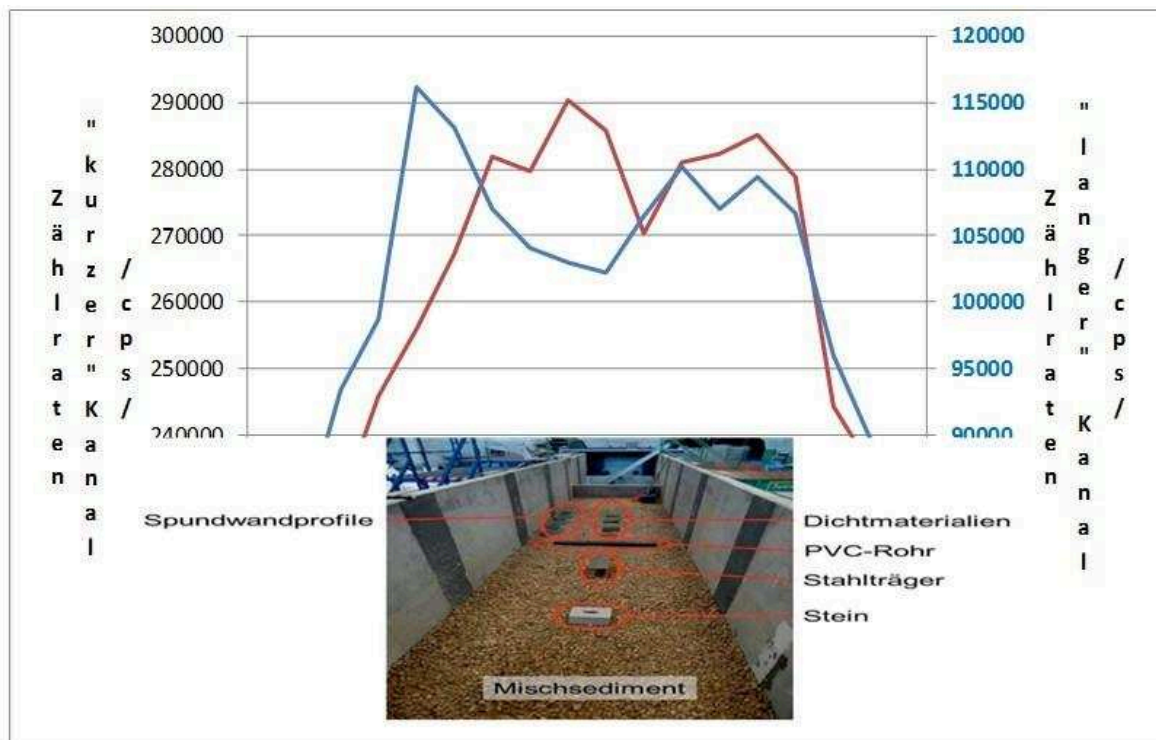 300000
290000
280000
270000
260000
250000
240000
Zählraten
"kurzer" Kanal
/cps/
120000
115000
110000
105000
100000
95000
90000
Zählraten
"langer" Kanal
/cps/
Spundwandprofile
Dichtmaterialien
PVC-Rohr
Stahlträger
Stein
Mischsediment